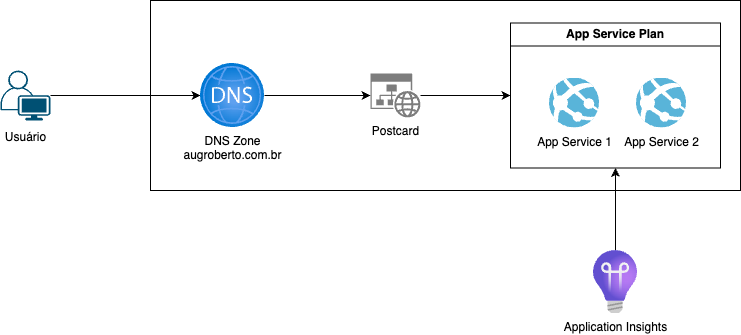 App Service Plan
DNS
Usuário
DNS Zone
augroberto.com.br
Postcard
App Service 1
App Service 2
Application Insights